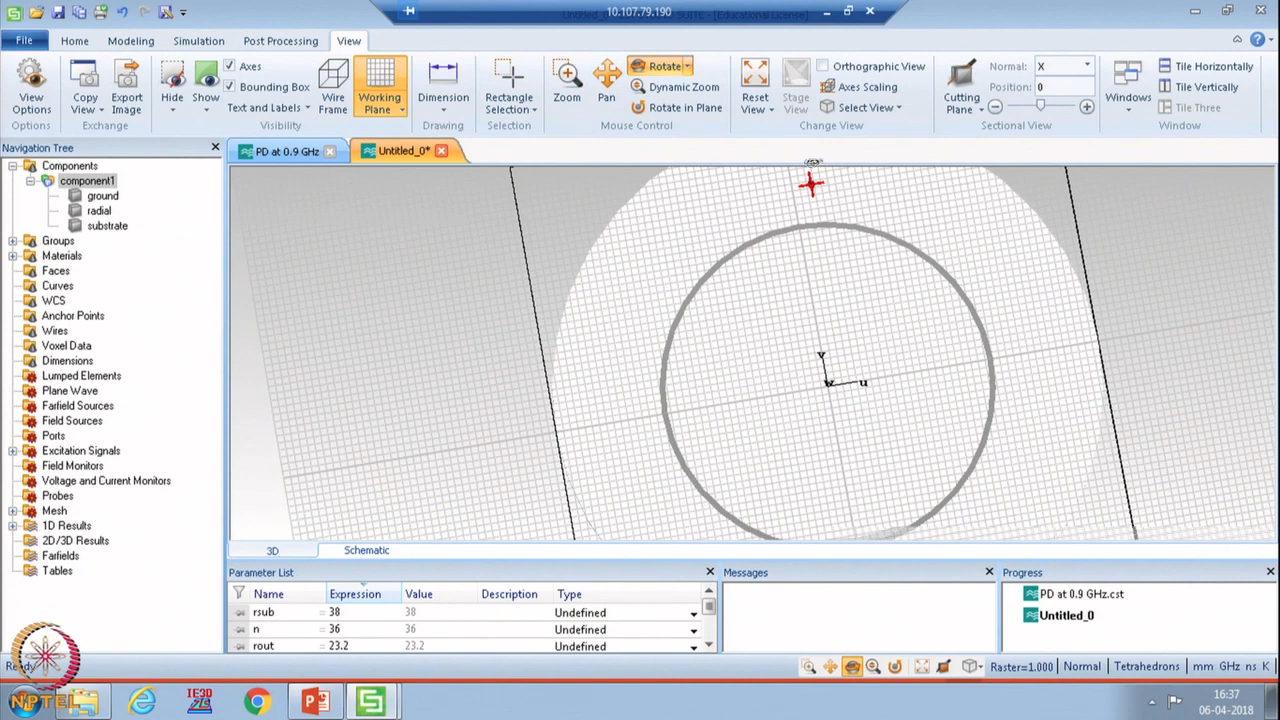 10.107.79.190
[Educational License]
File
Home
Modeling
Simulation
Post Processing
View
View
Options
Copy
View
Export
Image
Hide
Show
Axes
Bounding Box
Text and Labels
Wire
Frame
Working
Plane
Dimension
Rectangle
Selection
Zoom
Pan
Rotate
Dynamic Zoom
Rotate in Plane
Reset
View
Stage
View
Orthographic View
Axes Scaling
Select View
Cutting
Plane
Normal: X
Position: 0
Windows
Tile Horizontally
Tile Vertically
Tile Three
Options
Exchange
Visibility
Drawing
Selection
Mouse Control
Change View
Sectional View
Window
Navigation Tree
PD at 0.9 GHz
Untitled_0*
Components
component1
ground
radial
substrate
Groups
Materials
Faces
Curves
WCS
Anchor Points
Wires
Voxel Data
Dimensions
Lumped Elements
Plane Wave
Farfield Sources
Field Sources
Ports
Excitation Signals
Field Monitors
Voltage and Current Monitors
Probes
Mesh
1D Results
2D/3D Results
Farfields
Tables
v
w u
3D Schematic
Parameter List
Name Expression Value Description Type
rsub = 38 38 Undefined
n = 36 36 Undefined
rout = 23.2 23.2 Undefined
Messages
Progress
PD at 0.9 GHz.cst
Untitled_0
Raster=1.000 Normal Tetrahedrons mm GHz ns K
NPTEL
IE3D
16:37
06-04-2018